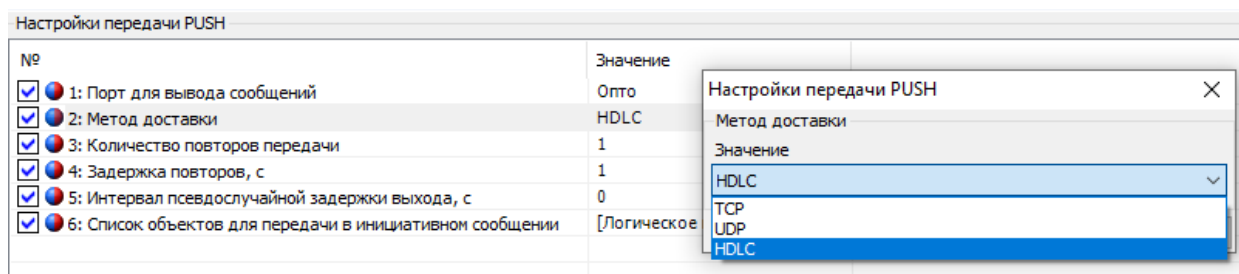 Настройки передачи PUSH
№ Значение
1: Порт для вывода сообщений Опто
2: Метод доставки HDLC
3: Количество повторов передачи 1
4: Задержка повторов, с 1
5: Интервал псевдослучайной задержки выхода, с 0
6: Список объектов для передачи в инициативном сообщении [Логическое
Настройки передачи PUSH
Метод доставки
Значение
HDLC
TCP
UDP
HDLC